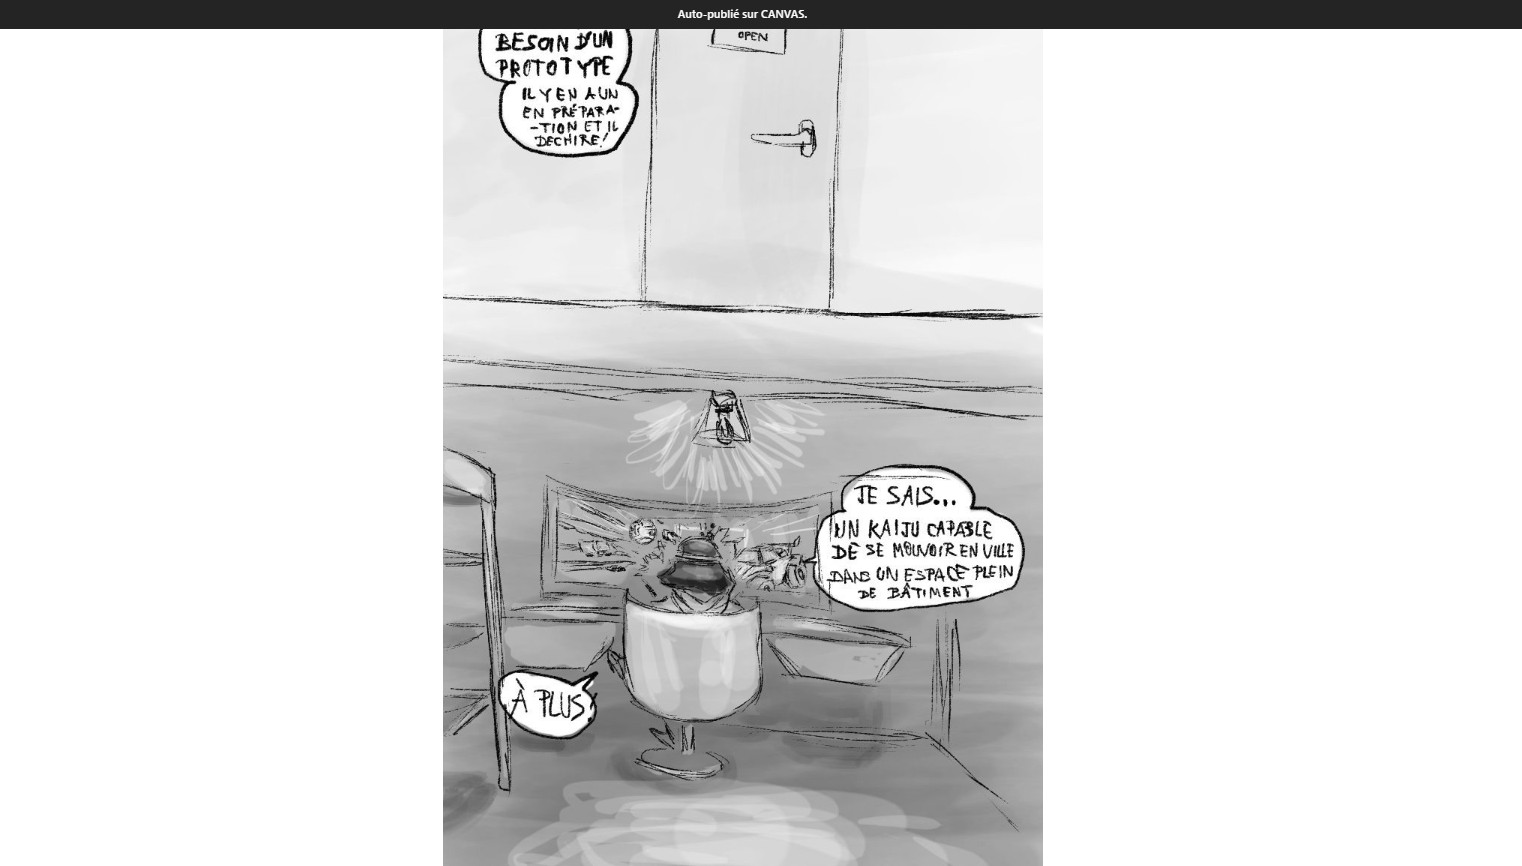 Auto-publié sur CANVAS.
OPEN
BESOIN D'UN
PROTOTYPE
IL Y EN A UN
EN PRÉPARA-
-TION ET IL
DECHIRE!
JE SAIS...
UN KAIJU CAPABLE
DE SE MOUVOIR EN VILLE
DANS UN ESPACE PLEIN
DE BÂTIMENT
À PLUS